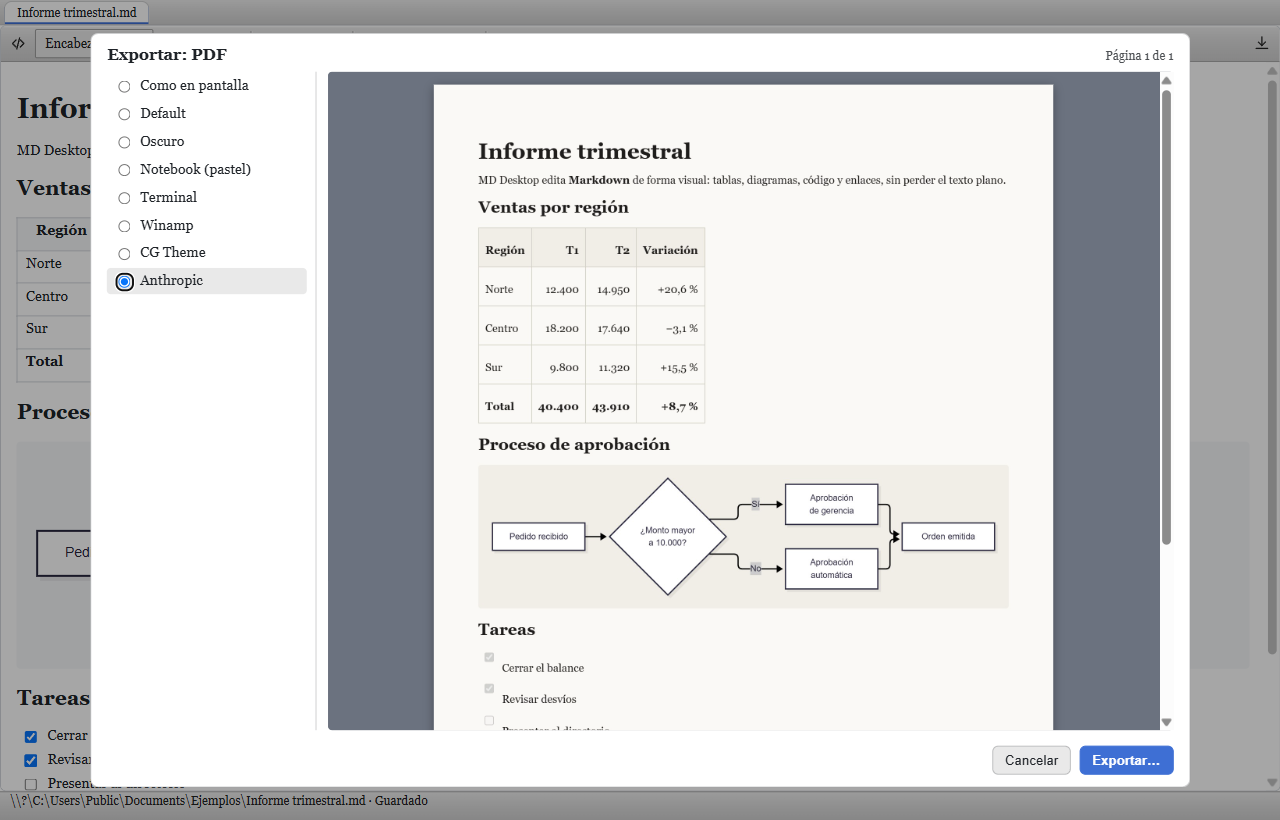 Informe trimestral.md
Exportar: PDF
Página 1 de 1
Como en pantalla
Default
Oscuro
Notebook (pastel)
Terminal
Winamp
CG Theme
Anthropic
Informe trimestral
MD Desktop edita Markdown de forma visual: tablas, diagramas, código y enlaces, sin perder el texto plano.
Ventas por región
Región T1 T2 Variación
Norte 12.400 14.950 +20,6 %
Centro 18.200 17.640 −3,1 %
Sur 9.800 11.320 +15,5 %
Total 40.400 43.910 +8,7 %
Proceso de aprobación
Pedido recibido
¿Monto mayor
a 10.000?
Sí
No
Aprobación
de gerencia
Aprobación
automática
Orden emitida
Tareas
Cerrar el balance
Revisar desvíos
Cancelar
Exportar...
Encabez
Infor
MD Desktop
Ventas
Región
Norte
Centro
Sur
Total
Proces
Ped
Tareas
Cerrar
Revisa
\\?\C:\Users\Public\Documents\Ejemplos\Informe trimestral.md · Guardado